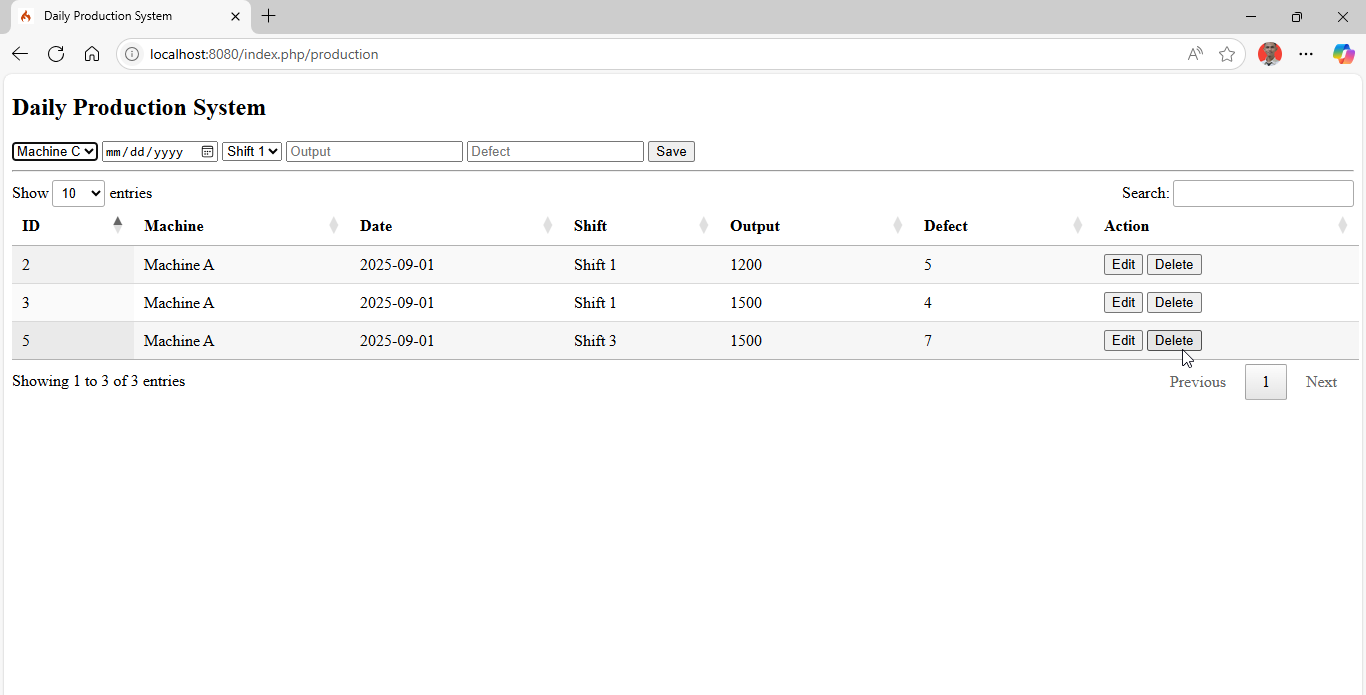 Daily Production System
localhost:8080/index.php/production
Daily Production System
Machine C mm/dd/yyyy Shift 1 Output Defect Save
Show 10 entries Search:
ID Machine Date Shift Output Defect Action
2 Machine A 2025-09-01 Shift 1 1200 5 Edit Delete
3 Machine A 2025-09-01 Shift 1 1500 4 Edit Delete
5 Machine A 2025-09-01 Shift 3 1500 7 Edit Delete
Showing 1 to 3 of 3 entries Previous 1 Next